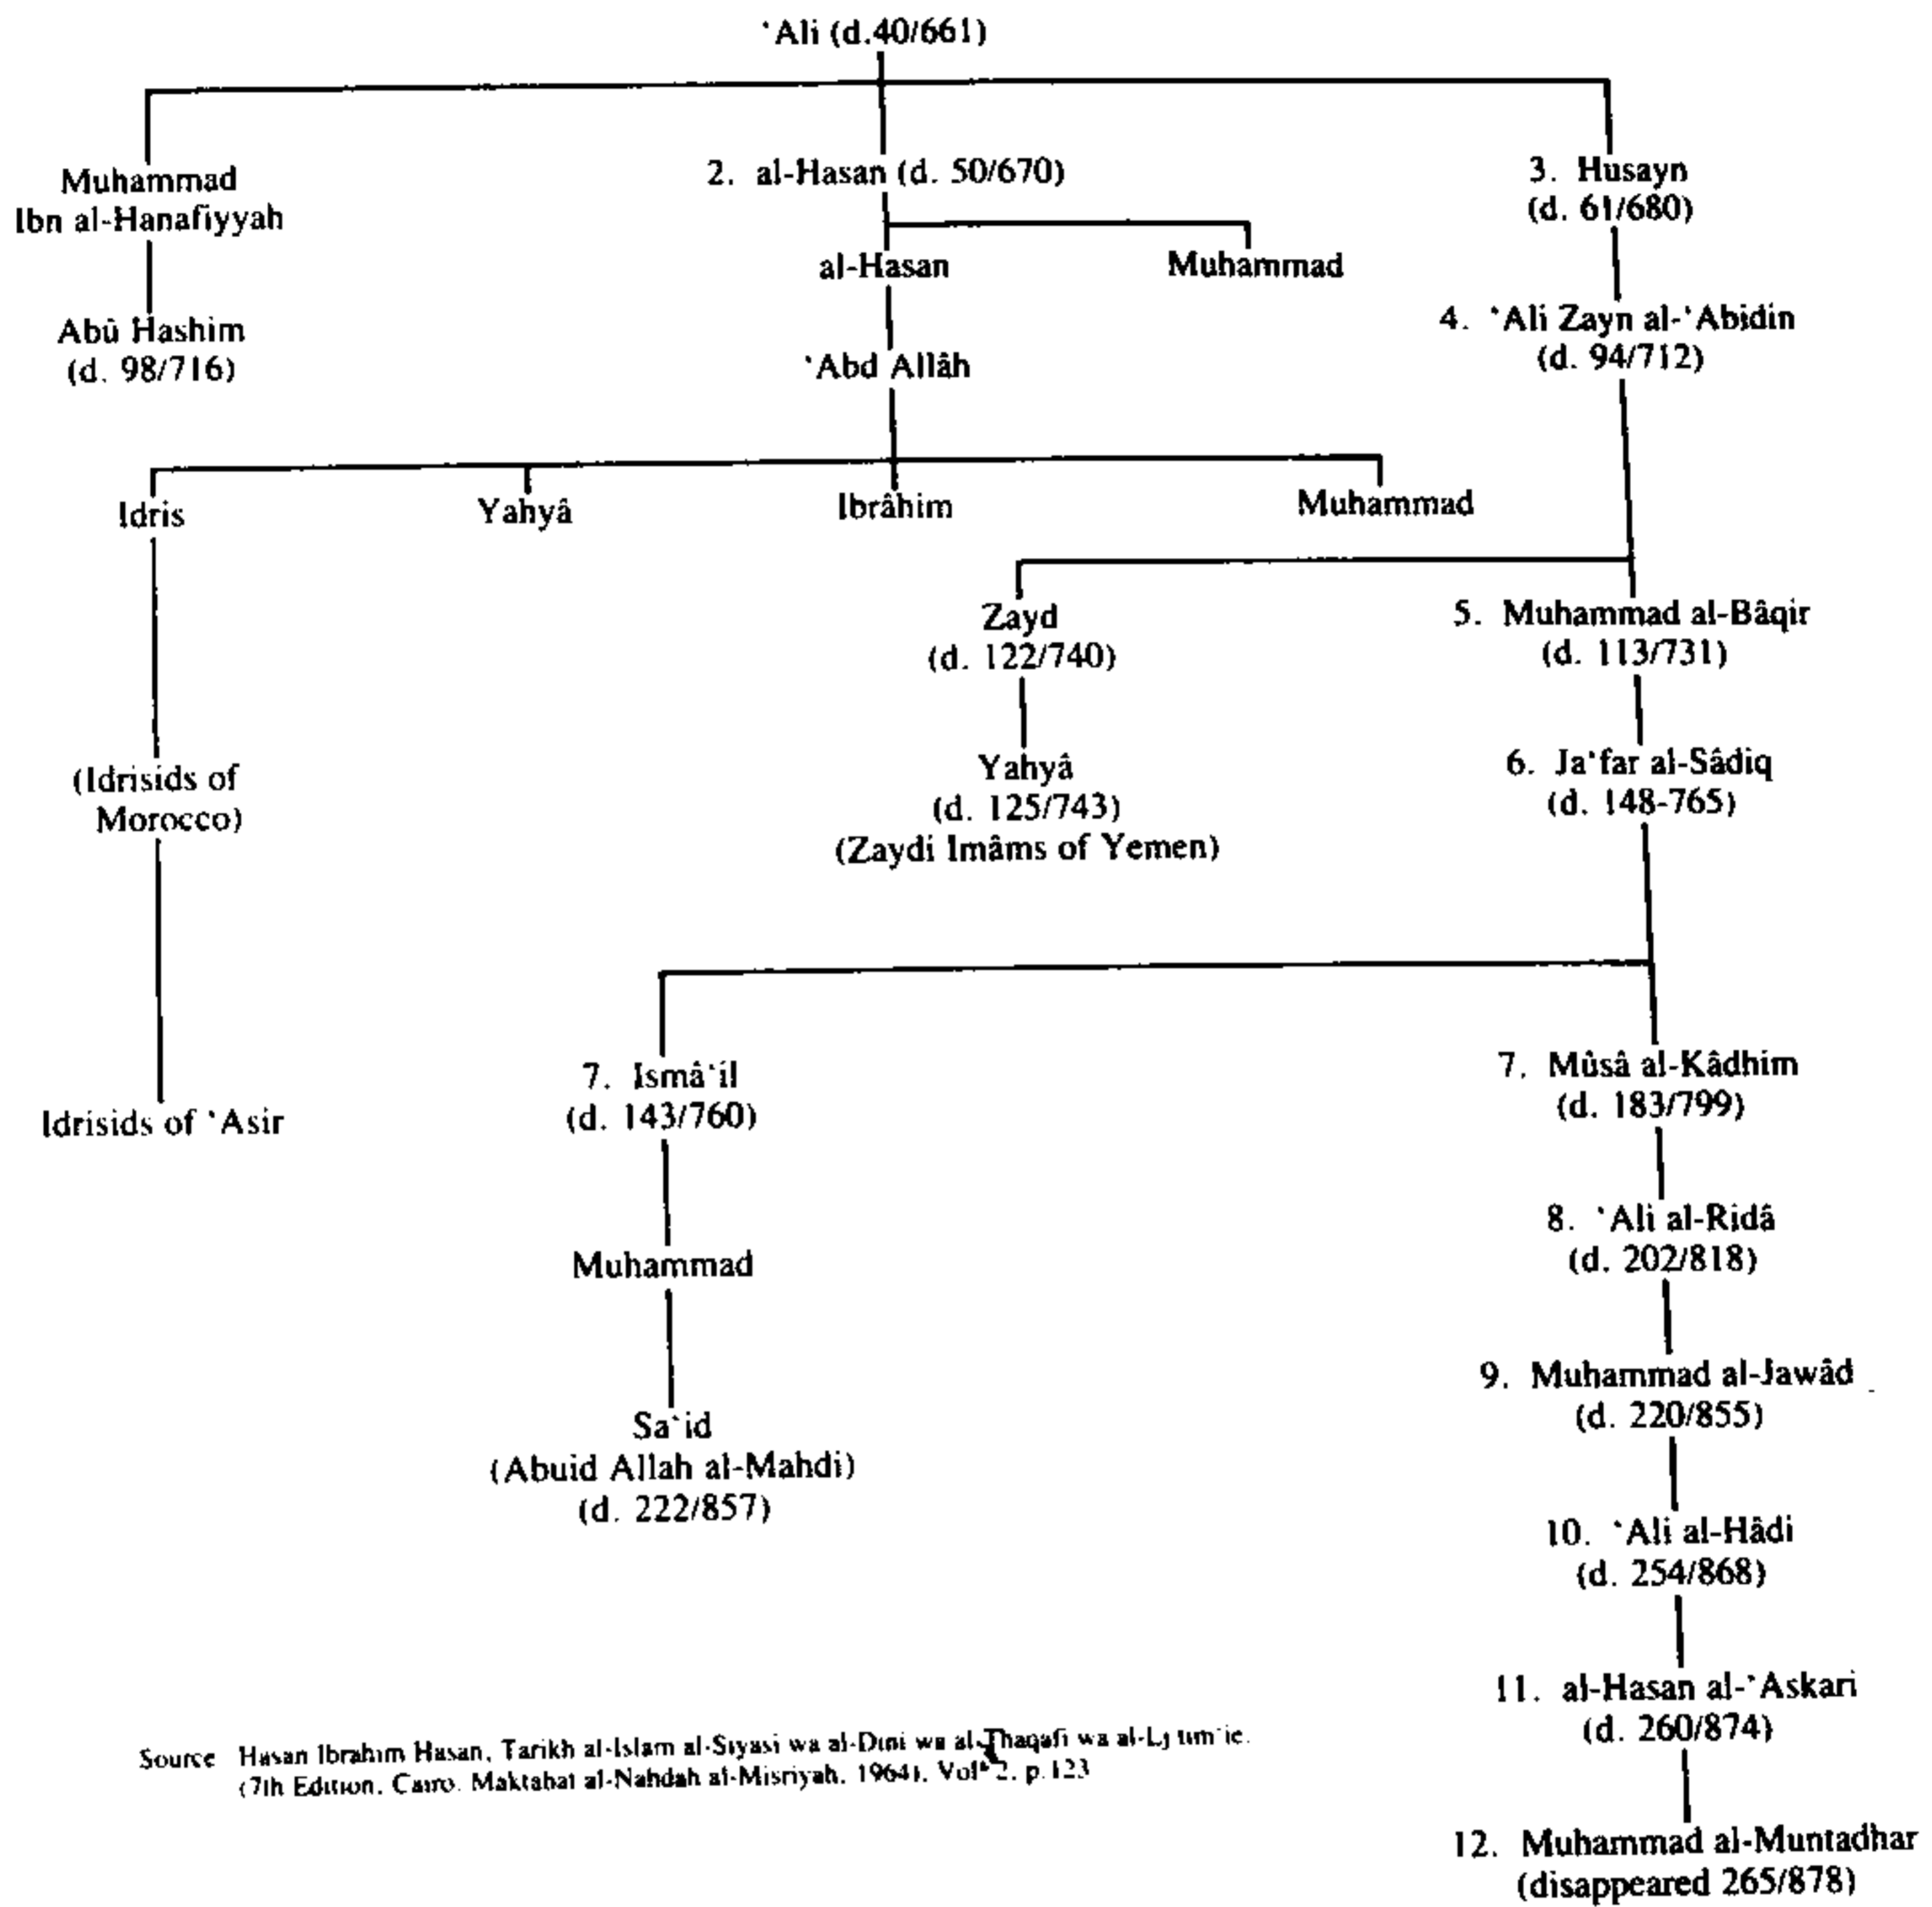 ‛Ali (d.40/661)
Muhammad
Ibn al-Hanafiyyah
2. al-Hasan (d. 50/670)
3. Husayn
(d. 61/680)
al-Hasan
Muhammad
Abû Hashim
(d. 98/716)
‛Abd Allâh
4. ‛Ali Zayn al-‛Abidin
(d. 94/712)
Idris
Yahyâ
Ibrâhim
Muhammad
Zayd
(d. 122/740)
5. Muhammad al-Bâqir
(d. 113/731)
(Idrisids of
Morocco)
Yahyâ
(d. 125/743)
(Zaydi Imâms of Yemen)
6. Ja‛far al-Sâdiq
(d. 148-765)
Idrisids of ‛Asir
7. Ismâ‛il
(d. 143/760)
7. Mûsâ al-Kâdhim
(d. 183/799)
Muhammad
8. ‛Ali al-Ridâ
(d. 202/818)
Sa‛id
(Abuid Allah al-Mahdi)
(d. 222/857)
9. Muhammad al-Jawâd
(d. 220/855)
10. ‛Ali al-Hâdi
(d. 254/868)
11. al-Hasan al-‛Askari
(d. 260/874)
12. Muhammad al-Muntadhar
(disappeared 265/878)
Source Hasan Ibrahim Hasan, Tarikh al-Islam al-Siyasi wa al-Dini wa al-Thaqafi wa
(7th Edition, Cairo. Maktabat al-Nahdah al-Misriyah, 1964), Vol 2, p.123